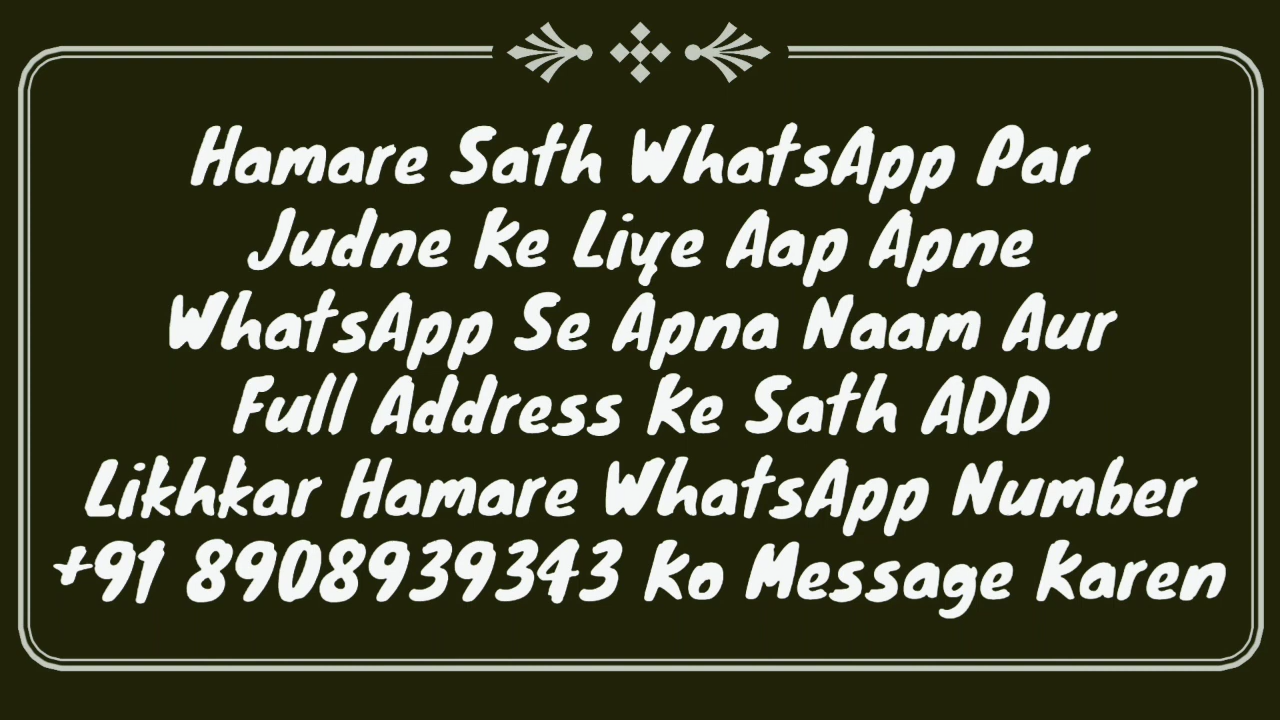 Hamare Sath WhatsApp Par
Judne Ke Liye Aap Apne
WhatsApp Se Apna Naam Aur
Full Address Ke Sath ADD
Likhkar Hamare WhatsApp Number
+91 8908939343 Ko Message Karen